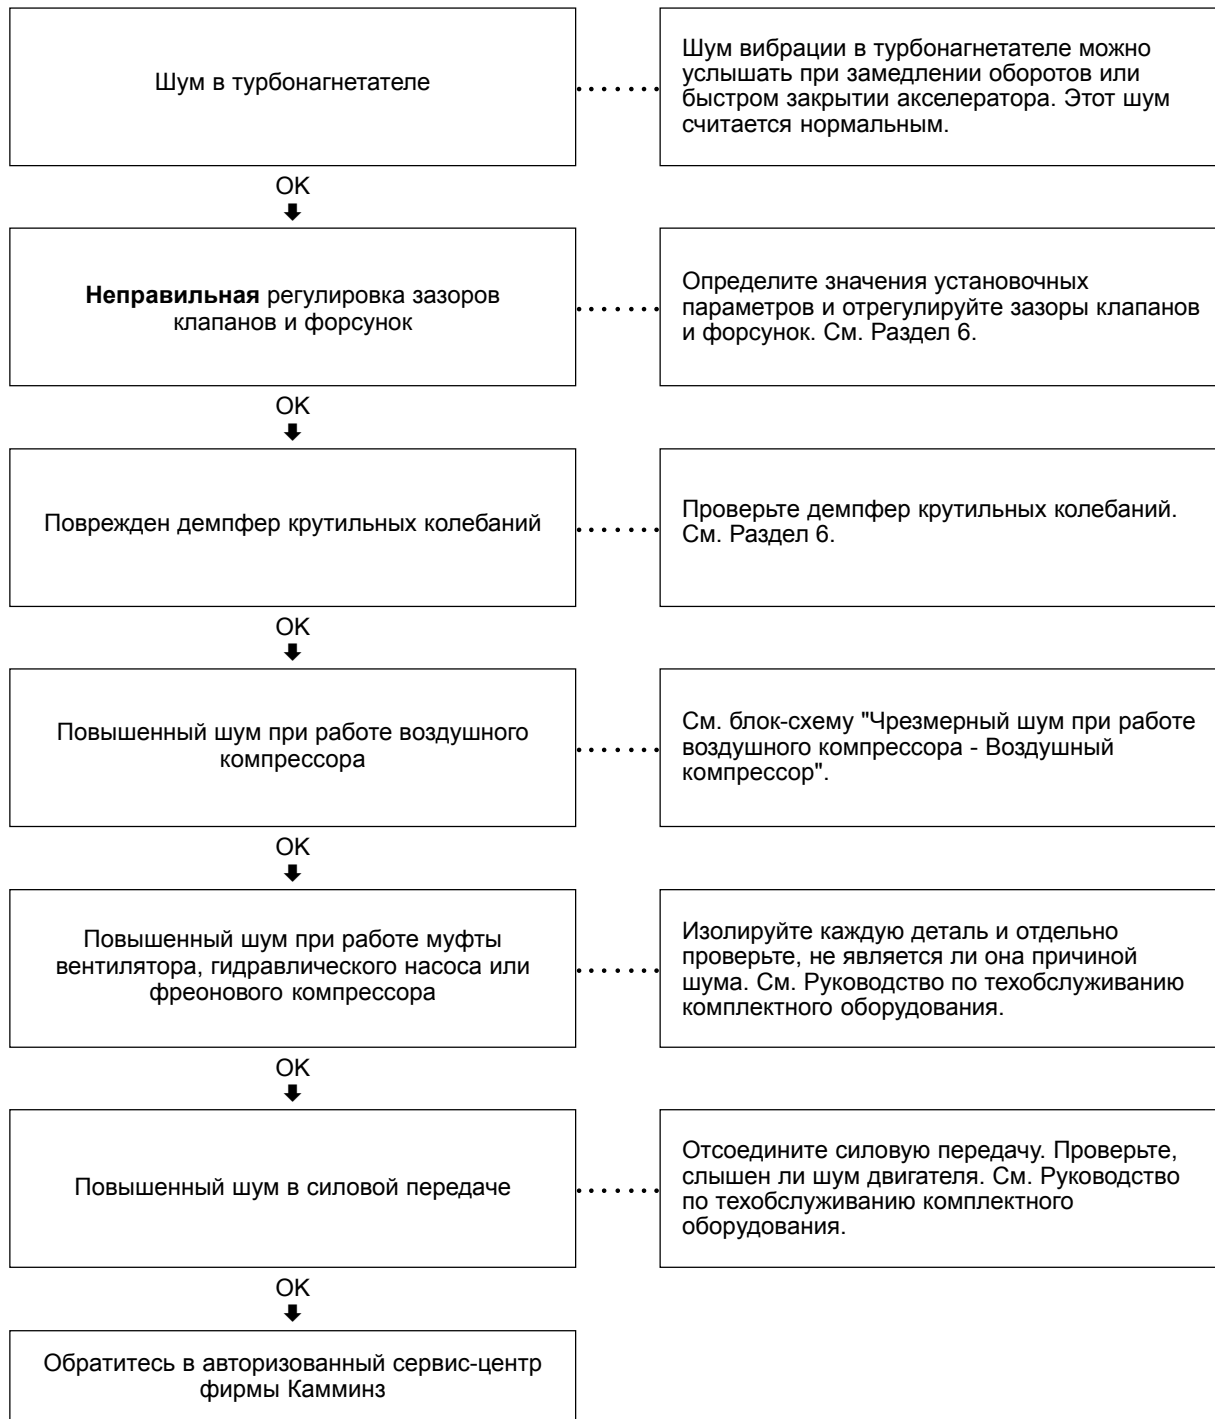 Шум в турбонагнетателе
Шум вибрации в турбонагнетателе можно
услышать при замедлении оборотов или
быстром закрытии акселератора. Этот шум
считается нормальным.
OK
Неправильная регулировка зазоров
клапанов и форсунок
Определите значения установочных
параметров и отрегулируйте зазоры клапанов
и форсунок. См. Раздел 6.
OK
Поврежден демпфер крутильных колебаний
Проверьте демпфер крутильных колебаний.
См. Раздел 6.
OK
Повышенный шум при работе воздушного
компрессора
См. блок-схему "Чрезмерный шум при работе
воздушного компрессора - Воздушный
компрессор".
OK
Повышенный шум при работе муфты
вентилятора, гидравлического насоса или
фреонового компрессора
Изолируйте каждую деталь и отдельно
проверьте, не является ли она причиной
шума. См. Руководство по техобслуживанию
комплектного оборудования.
OK
Повышенный шум в силовой передаче
Отсоедините силовую передачу. Проверьте,
слышен ли шум двигателя. См. Руководство
по техобслуживанию комплектного
оборудования.
OK
Обратитесь в авторизованный сервис-центр
фирмы Камминз